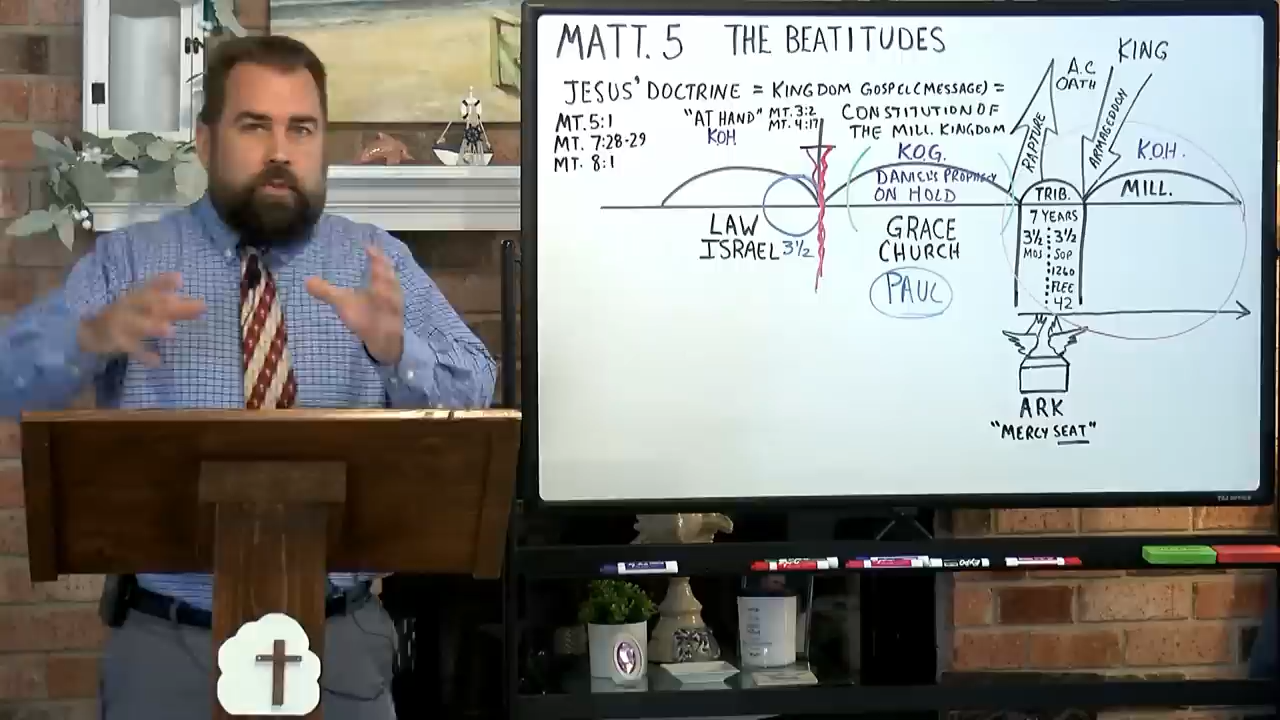 MATT. 5 THE BEATITUDES
JESUS' DOCTRINE = KINGDOM GOSPEL (MESSAGE) =
MT. 5:1
MT. 7:28-29
MT. 8:1
"AT HAND" MT. 3:2
MT. 4:17
KOH
CONSTITUTION OF
THE MILL. KINGDOM
K.O.G.
DANIEL'S PROPHECY
ON HOLD
RAPTURE
A.C
OATH
KING
ARMAGEDDON
K.O.H.
TRIB.
MILL.
LAW
ISRAEL 3½
GRACE
CHURCH
PAUL
7 YEARS
3½ 3½
MOS SOP
1260
FLEE
42
ARK
"MERCY SEAT"
EXPO